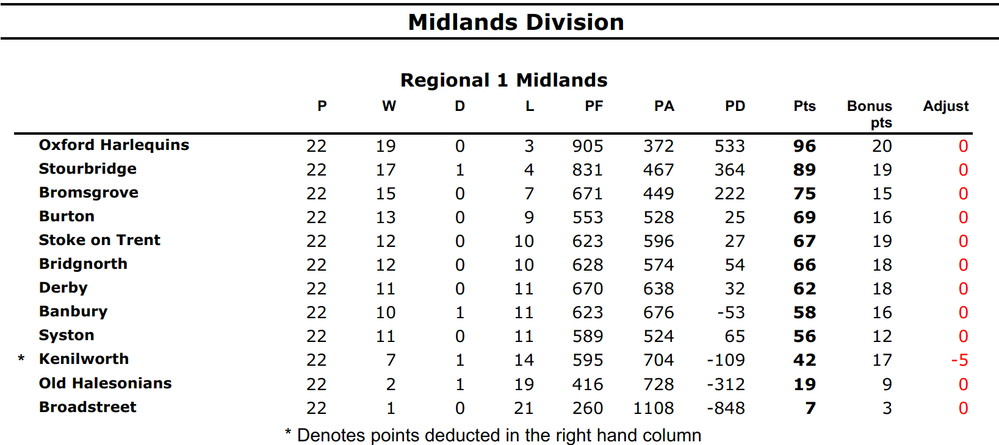 Midlands Division
Regional 1 Midlands
P W D L PF PA PD Pts Bonus pts Adjust
Oxford Harlequins 22 19 0 3 905 372 533 96 20 0
Stourbridge 22 17 1 4 831 467 364 89 19 0
Bromsgrove 22 15 0 7 671 449 222 75 15 0
Burton 22 13 0 9 553 528 25 69 16 0
Stoke on Trent 22 12 0 10 623 596 27 67 19 0
Bridgnorth 22 12 0 10 628 574 54 66 18 0
Derby 22 11 0 11 670 638 32 62 18 0
Banbury 22 10 1 11 623 676 -53 58 16 0
Syston 22 11 0 11 589 524 65 56 12 0
* Kenilworth 22 7 1 14 595 704 -109 42 17 -5
Old Halesonians 22 2 1 19 416 728 -312 19 9 0
Broadstreet 22 1 0 21 260 1108 -848 7 3 0
* Denotes points deducted in the right hand column